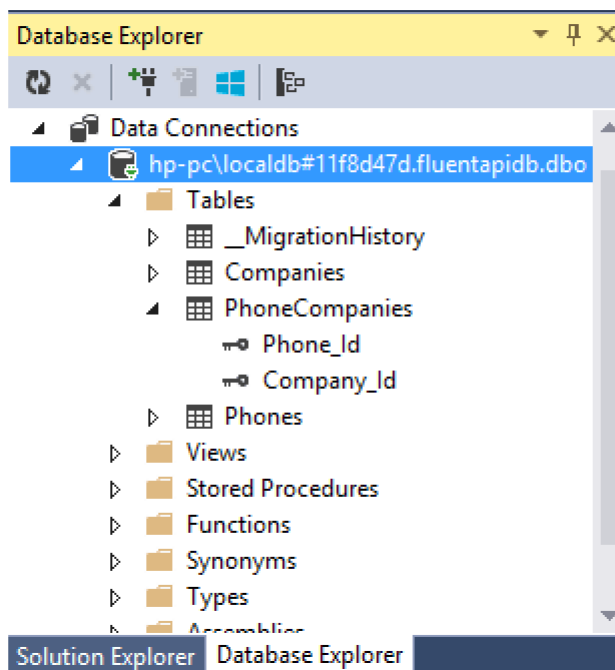 Database Explorer
Data Connections
hp-pc\localdb#11f8d47d.fluentapidb.dbo
Tables
__MigrationHistory
Companies
PhoneCompanies
Phone_Id
Company_Id
Phones
Views
Stored Procedures
Functions
Synonyms
Types
Assemblies
Solution Explorer Database Explorer